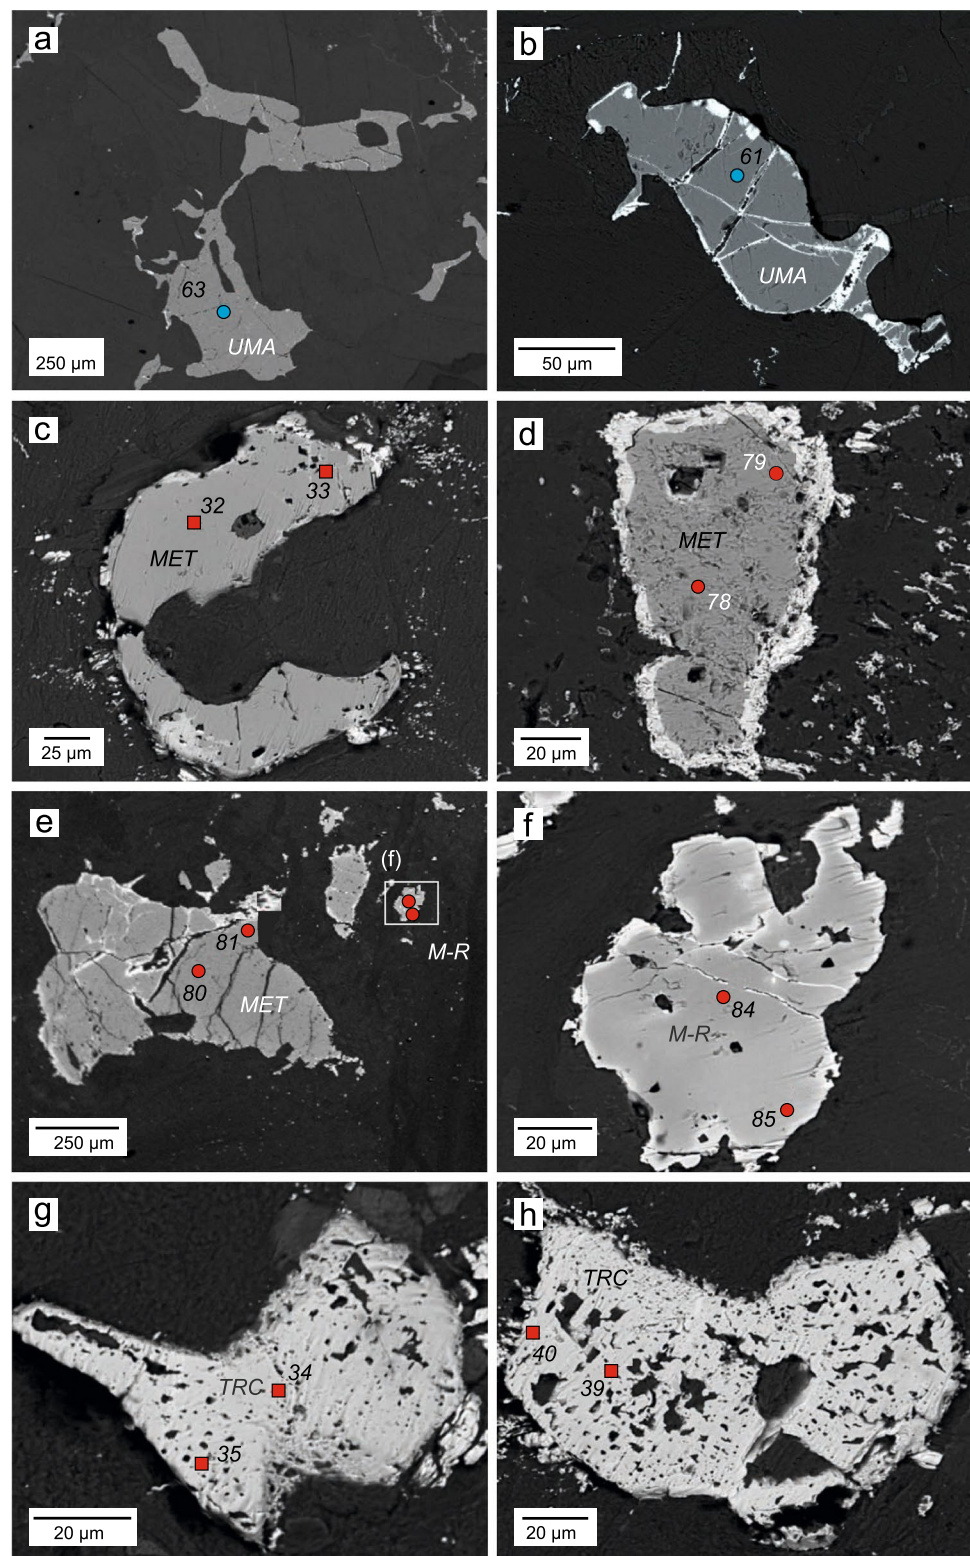 a
63
UMA
250 µm
b
61
UMA
50 µm
c
32
33
MET
25 µm
d
79
MET
78
20 µm
e
(f)
81
M-R
80
MET
250 µm
f
84
M-R
85
20 µm
g
34
TRC
35
20 µm
h
TRC
40
39
20 µm